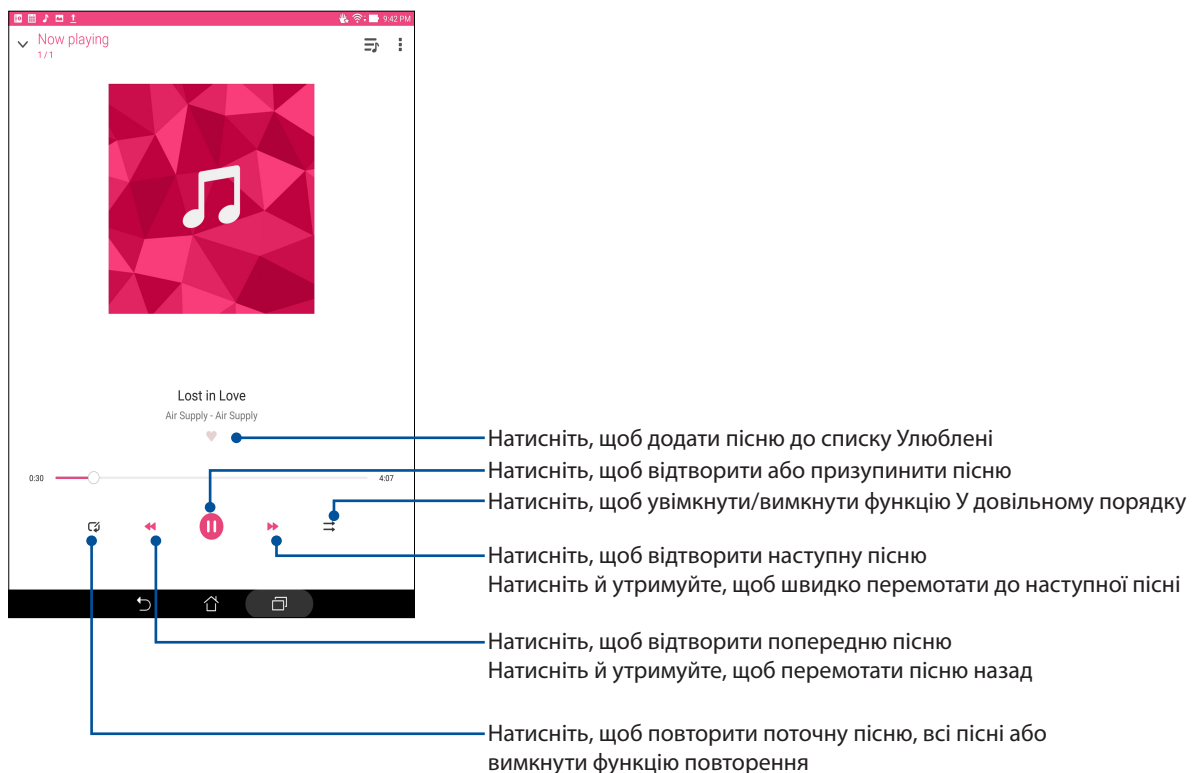 9:42 PM
Now playing
1/1
Lost in Love
Air Supply - Air Supply
0:30
4:07
Натисніть, щоб додати пісню до списку Улюблені
Натисніть, щоб відтворити або призупинити пісню
Натисніть, щоб увімкнути/вимкнути функцію У довільному порядку
Натисніть, щоб відтворити наступну пісню
Натисніть й утримуйте, щоб швидко перемотати до наступної пісні
Натисніть, щоб відтворити попередню пісню
Натисніть й утримуйте, щоб перемотати пісню назад
Натисніть, щоб повторити поточну пісню, всі пісні або
вимкнути функцію повторення